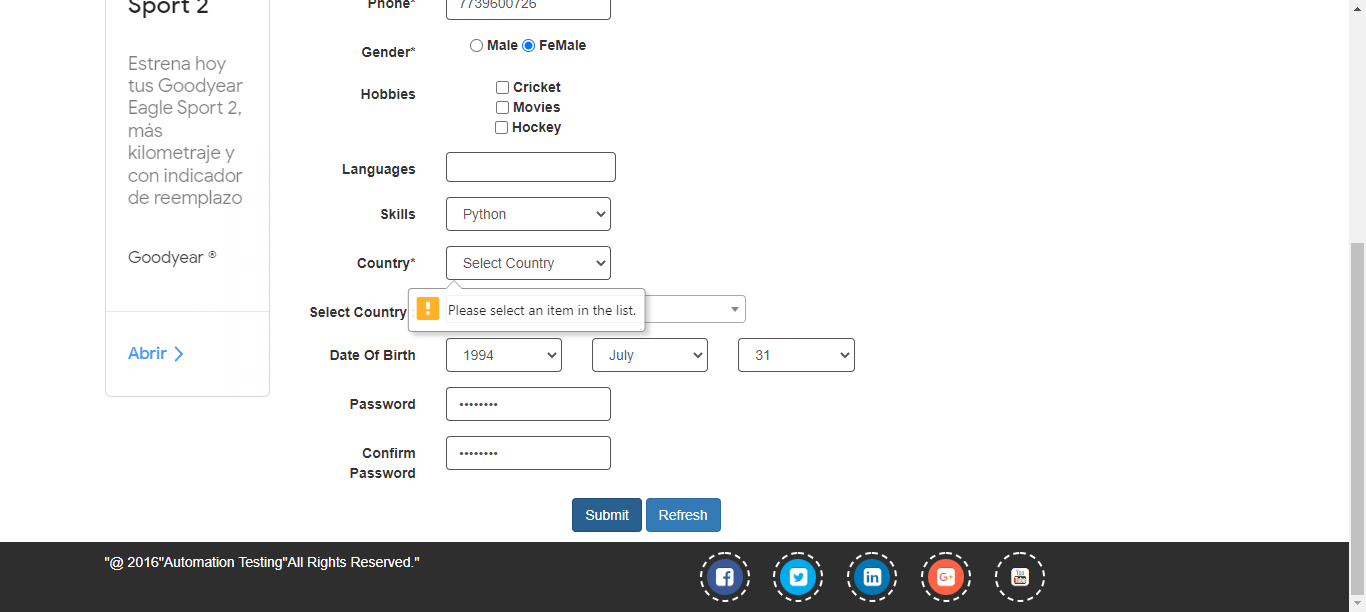 Sport 2
Estrena hoy
tus Goodyear
Eagle Sport 2,
más
kilometraje y
con indicador
de reemplazo
Goodyear ®
Abrir
Phone* 7739600726
Gender* Male FeMale
Hobbies Cricket
Movies
Hockey
Languages
Skills Python
Country* Select Country
Please select an item in the list.
Select Country
Date Of Birth 1994 July 31
Password ••••••••
Confirm ••••••••
Password
Submit Refresh
"@ 2016"Automation Testing"All Rights Reserved."
f in G+ You
Tube